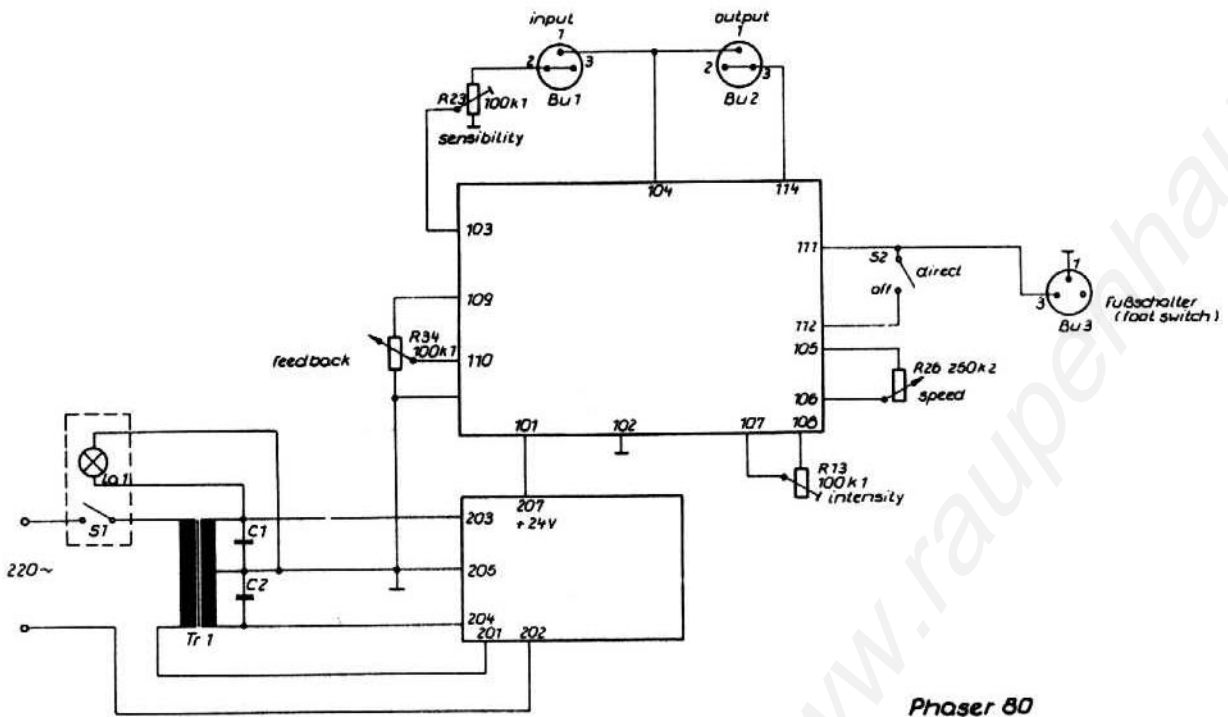 input
1
output
1
2
3
2
3
Bu 1
Bu 2
R23
100k1
sensibility
104
114
103
111
S2
direct
1
109
off
3
Fußschalter
(foot switch)
Bu 3
112
R34
100k1
feedback
110
105
R26 250k2
speed
106
101
102
107
108
La 1
R13
100k1
intensity
207
+24V
S1
203
C1
220~
205
C2
204
201
202
Tr 1
Phaser 80
www.raupenhau